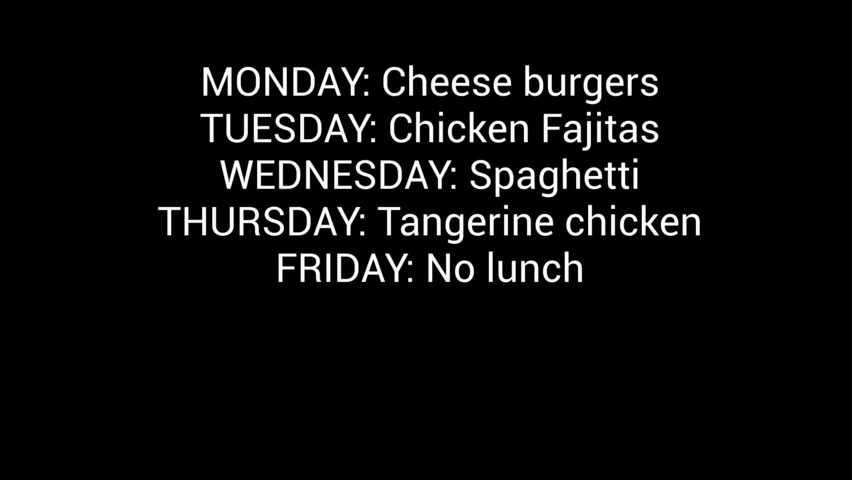 MONDAY: Cheese burgers
TUESDAY: Chicken Fajitas
WEDNESDAY: Spaghetti
THURSDAY: Tangerine chicken
FRIDAY: No lunch